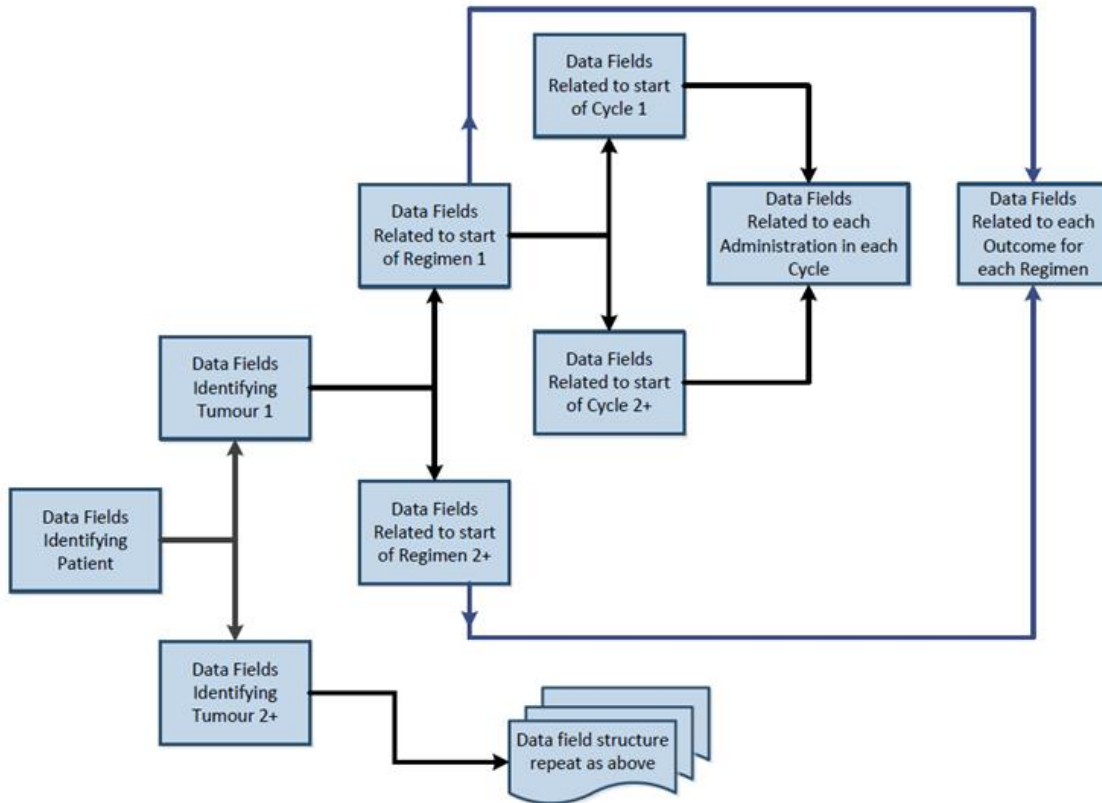 Data Fields
Related to start
of Cycle 1
Data Fields
Related to start
of Regimen 1
Data Fields
Related to each
Administration in each
Cycle
Data Fields
Related to each
Outcome for
each Regimen
Data Fields
Identifying
Tumour 1
Data Fields
Related to start
of Cycle 2+
Data Fields
Identifying
Patient
Data Fields
Related to start
of Regimen 2+
Data Fields
Identifying
Tumour 2+
Data field structure
repeat as above